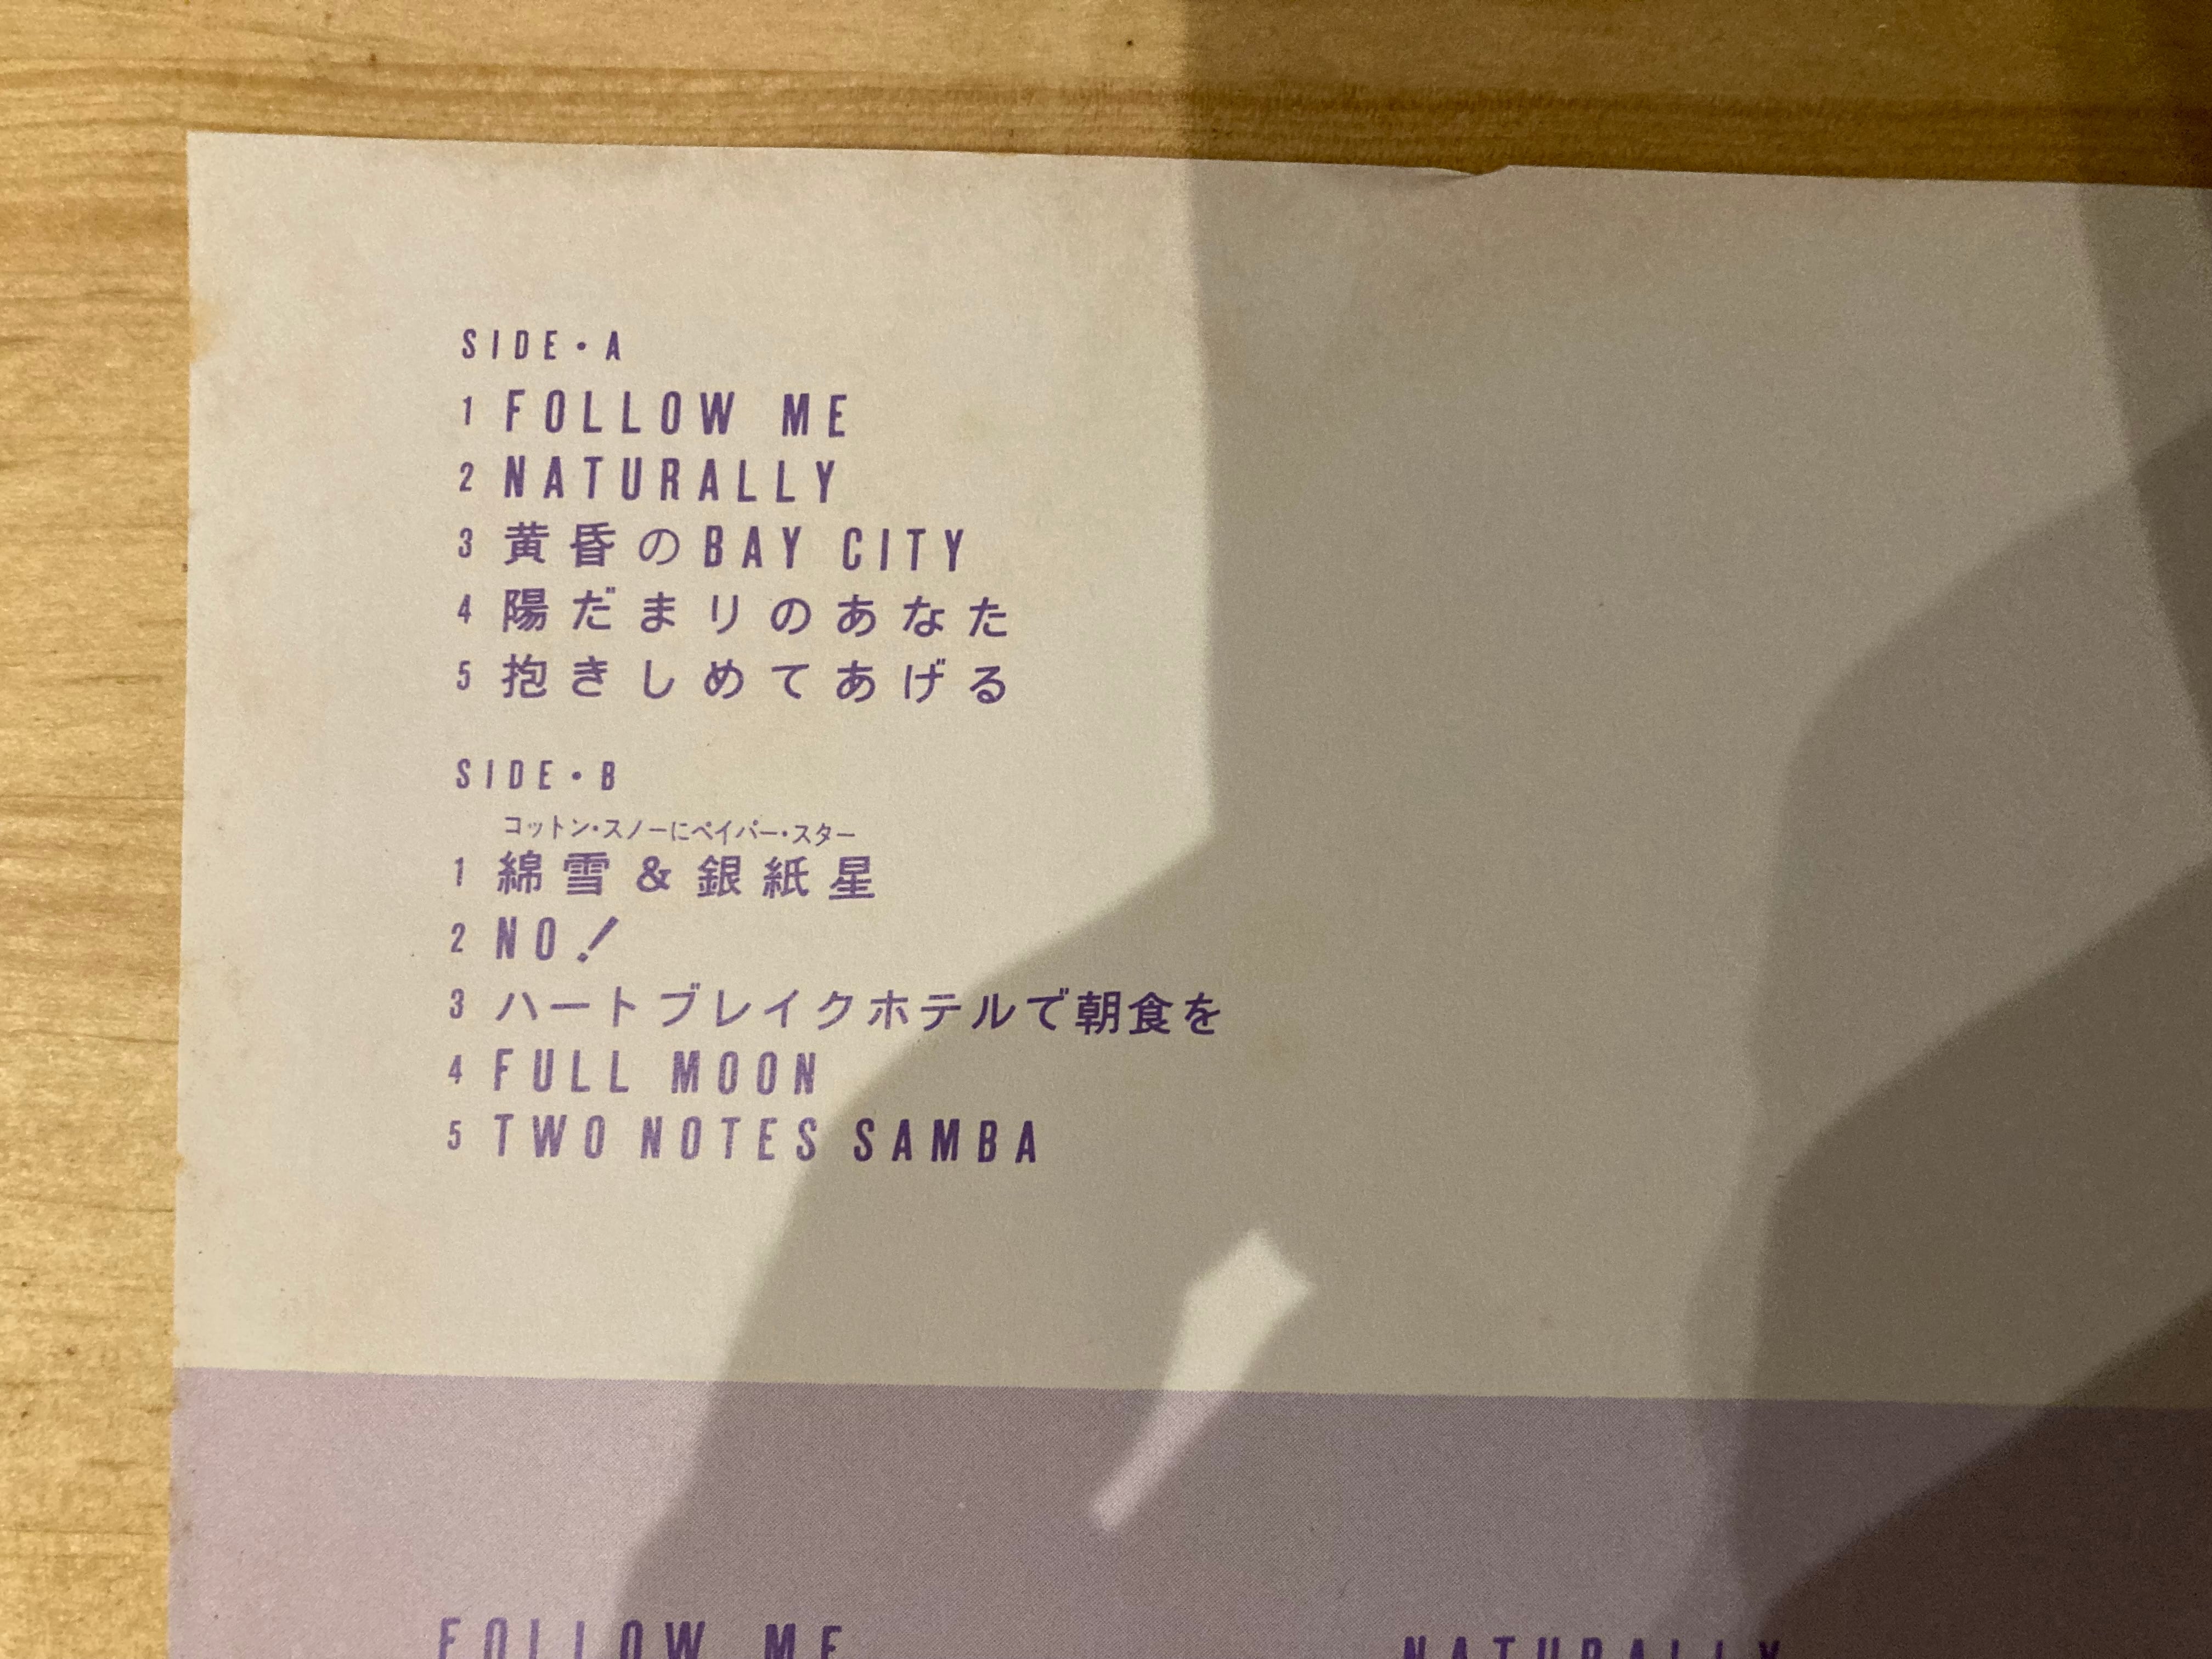 SIDE・A
1 FOLLOW ME
2 NATURALLY
3 黄昏のBAY CITY
4 陽だまりのあなた
5 抱きしめてあげる
SIDE・B
コットン・スノーにペイパー・スター
1 綿雪&銀紙星
2 NO!
3 ハートブレイクホテルで朝食を
4 FULL MOON
5 TWO NOTES SAMBA
FOLLOW ME
NATURALLY